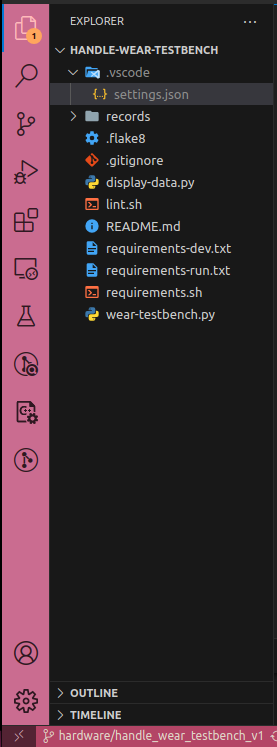 EXPLORER
1
HANDLE-WEAR-TESTBENCH
.vscode
settings.json
records
.flake8
.gitignore
display-data.py
lint.sh
README.md
requirements-dev.txt
requirements-run.txt
requirements.sh
wear-testbench.py
OUTLINE
TIMELINE
hardware/handle_wear_testbench_v1